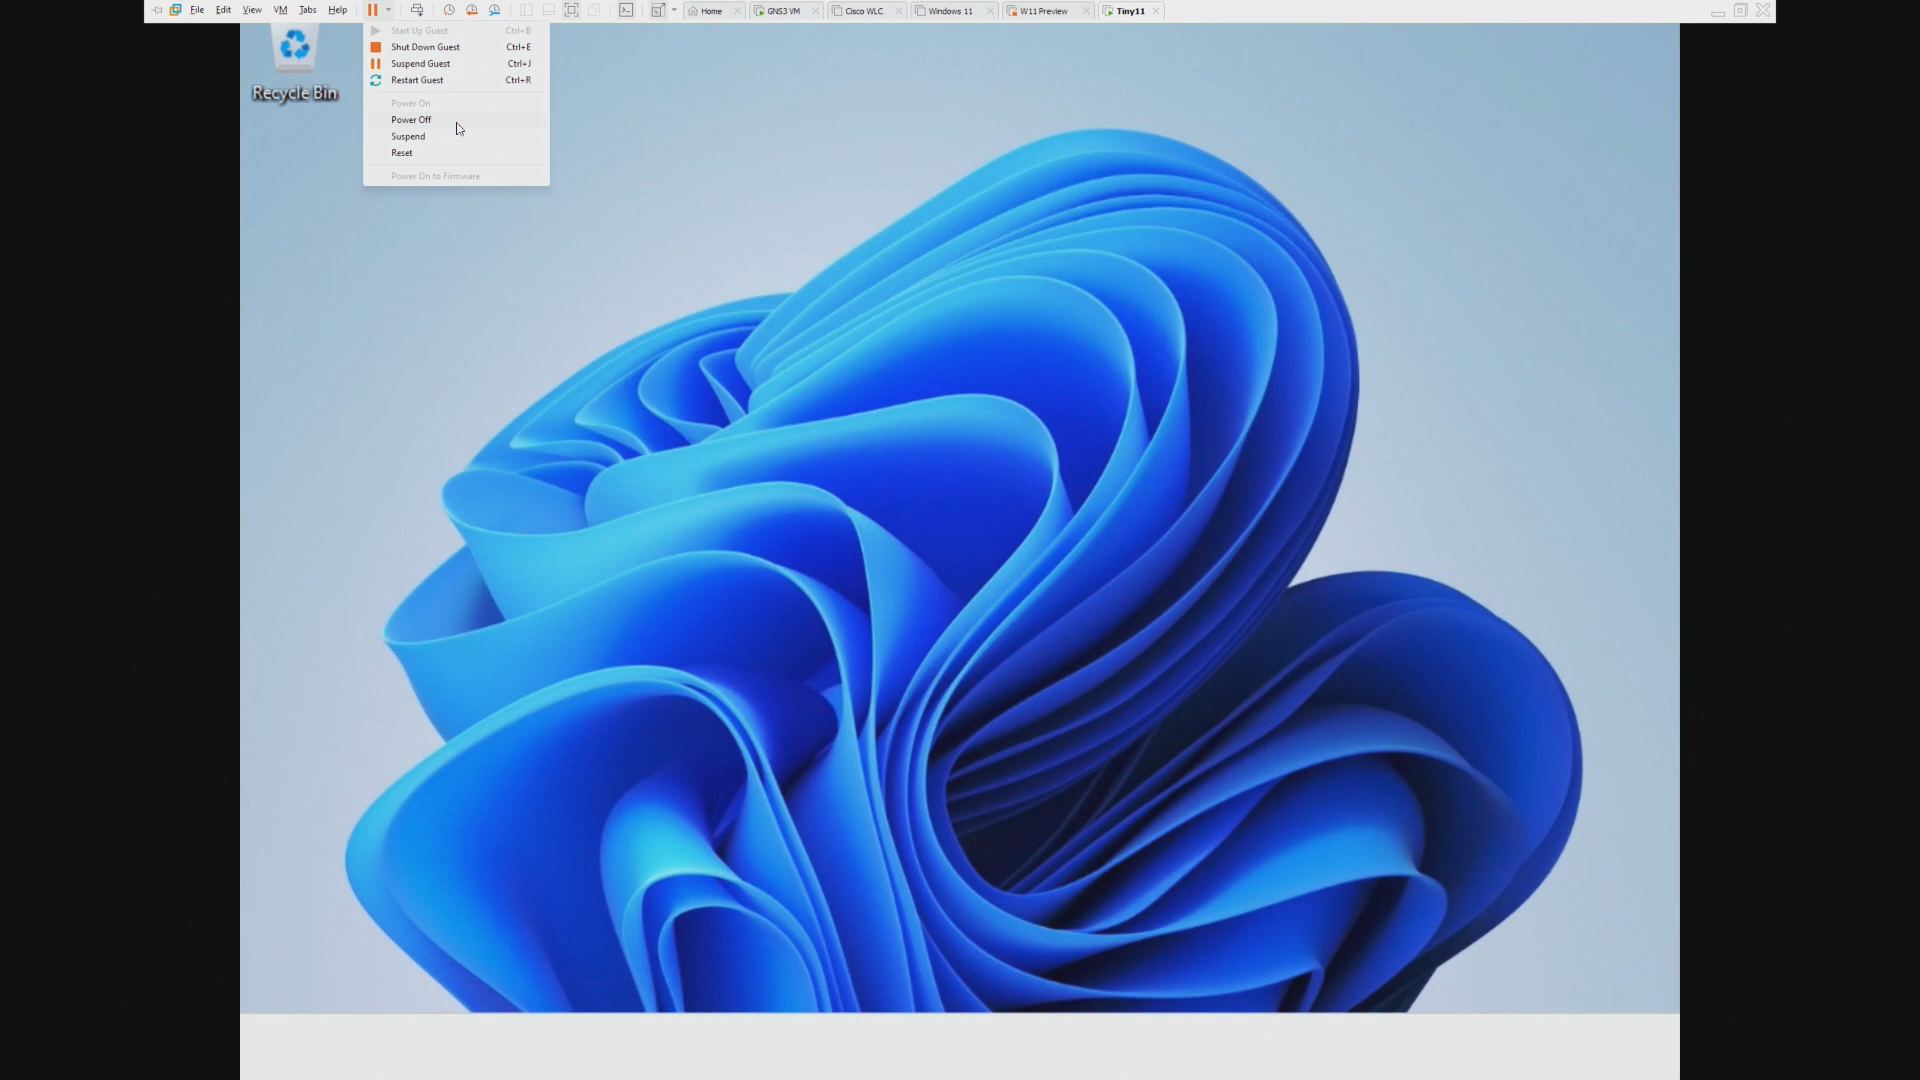 File Edit View VM Tabs Help Home GNS3 VM Cisco WLC Windows 11 W11 Preview Tiny11
Start Up Guest Ctrl+B
Shut Down Guest Ctrl+E
Suspend Guest Ctrl+J
Restart Guest Ctrl+R
Power On
Power Off
Suspend
Reset
Power On to Firmware
Recycle Bin